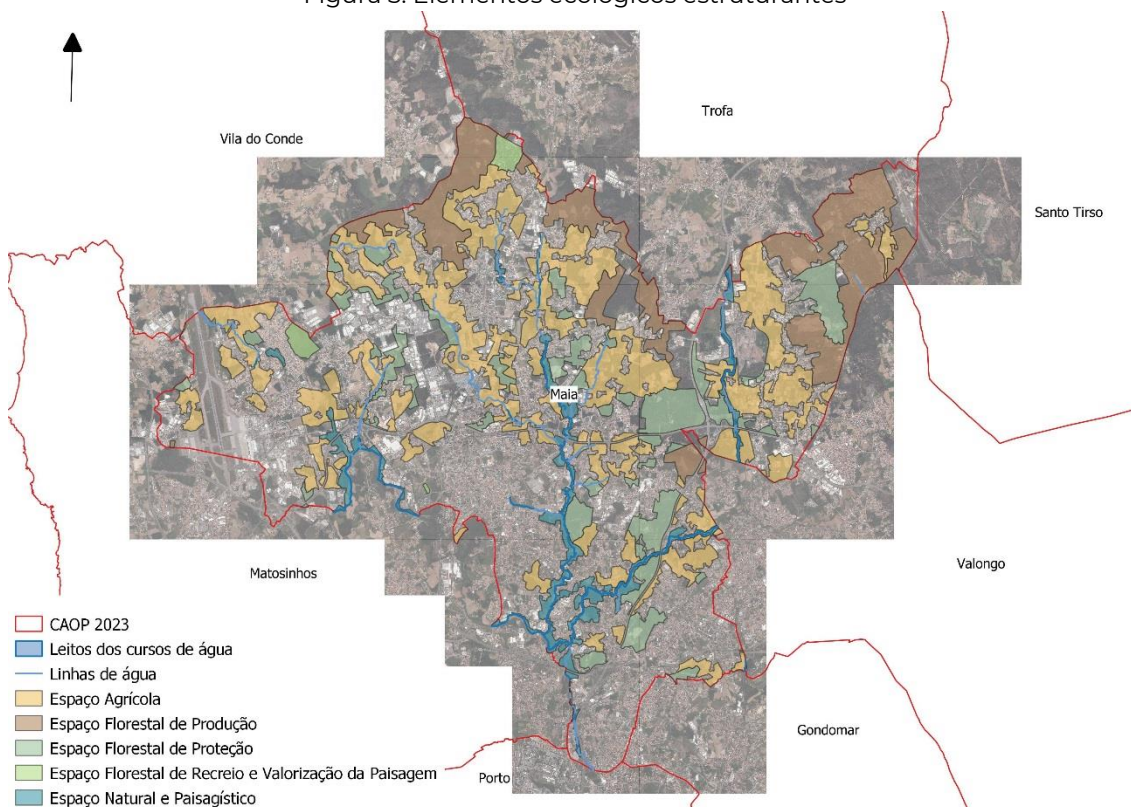 Figura 3. Elementos ecológicos estruturantes
Trofa
Vila do Conde
Santo Tirso
Maia
Matosinhos
Valongo
Gondomar
Porto
CAOP 2023
Leitos dos cursos de água
Linhas de água
Espaço Agrícola
Espaço Florestal de Produção
Espaço Florestal de Proteção
Espaço Florestal de Recreio e Valorização da Paisagem
Espaço Natural e Paisagístico